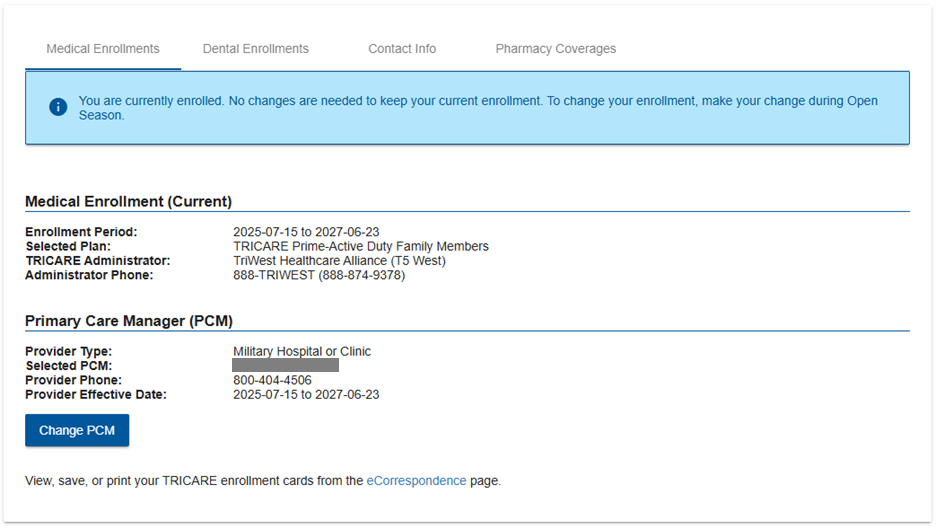 Medical Enrollments Dental Enrollments Contact Info Pharmacy Coverages
You are currently enrolled. No changes are needed to keep your current enrollment. To change your enrollment, make your change during Open
Season.
Medical Enrollment (Current)
Enrollment Period: 2025-07-15 to 2027-06-23
Selected Plan: TRICARE Prime-Active Duty Family Members
TRICARE Administrator: TriWest Healthcare Alliance (T5 West)
Administrator Phone: 888-TRIWEST (888-874-9378)
Primary Care Manager (PCM)
Provider Type: Military Hospital or Clinic
Selected PCM:
Provider Phone: 800-404-4506
Provider Effective Date: 2025-07-15 to 2027-06-23
Change PCM
View, save, or print your TRICARE enrollment cards from the eCorrespondence page.